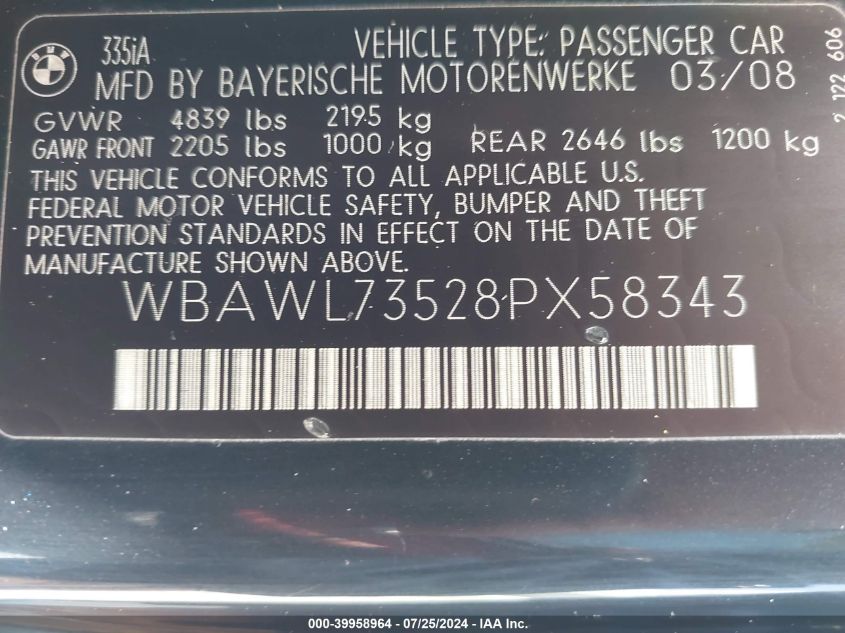 BMW
335iA
VEHICLE TYPE: PASSENGER CAR
MFD BY BAYERISCHE MOTORENWERKE 03/08
GVWR 4839 lbs 2195 kg
GAWR FRONT 2205 lbs 1000 kg REAR 2646 lbs 1200 kg
THIS VEHICLE CONFORMS TO ALL APPLICABLE U.S.
FEDERAL MOTOR VEHICLE SAFETY, BUMPER AND THEFT
PREVENTION STANDARDS IN EFFECT ON THE DATE OF
MANUFACTURE SHOWN ABOVE.
WBAWL73528PX58343
2 122 606
000-39958964 - 07/25/2024 - IAA Inc.